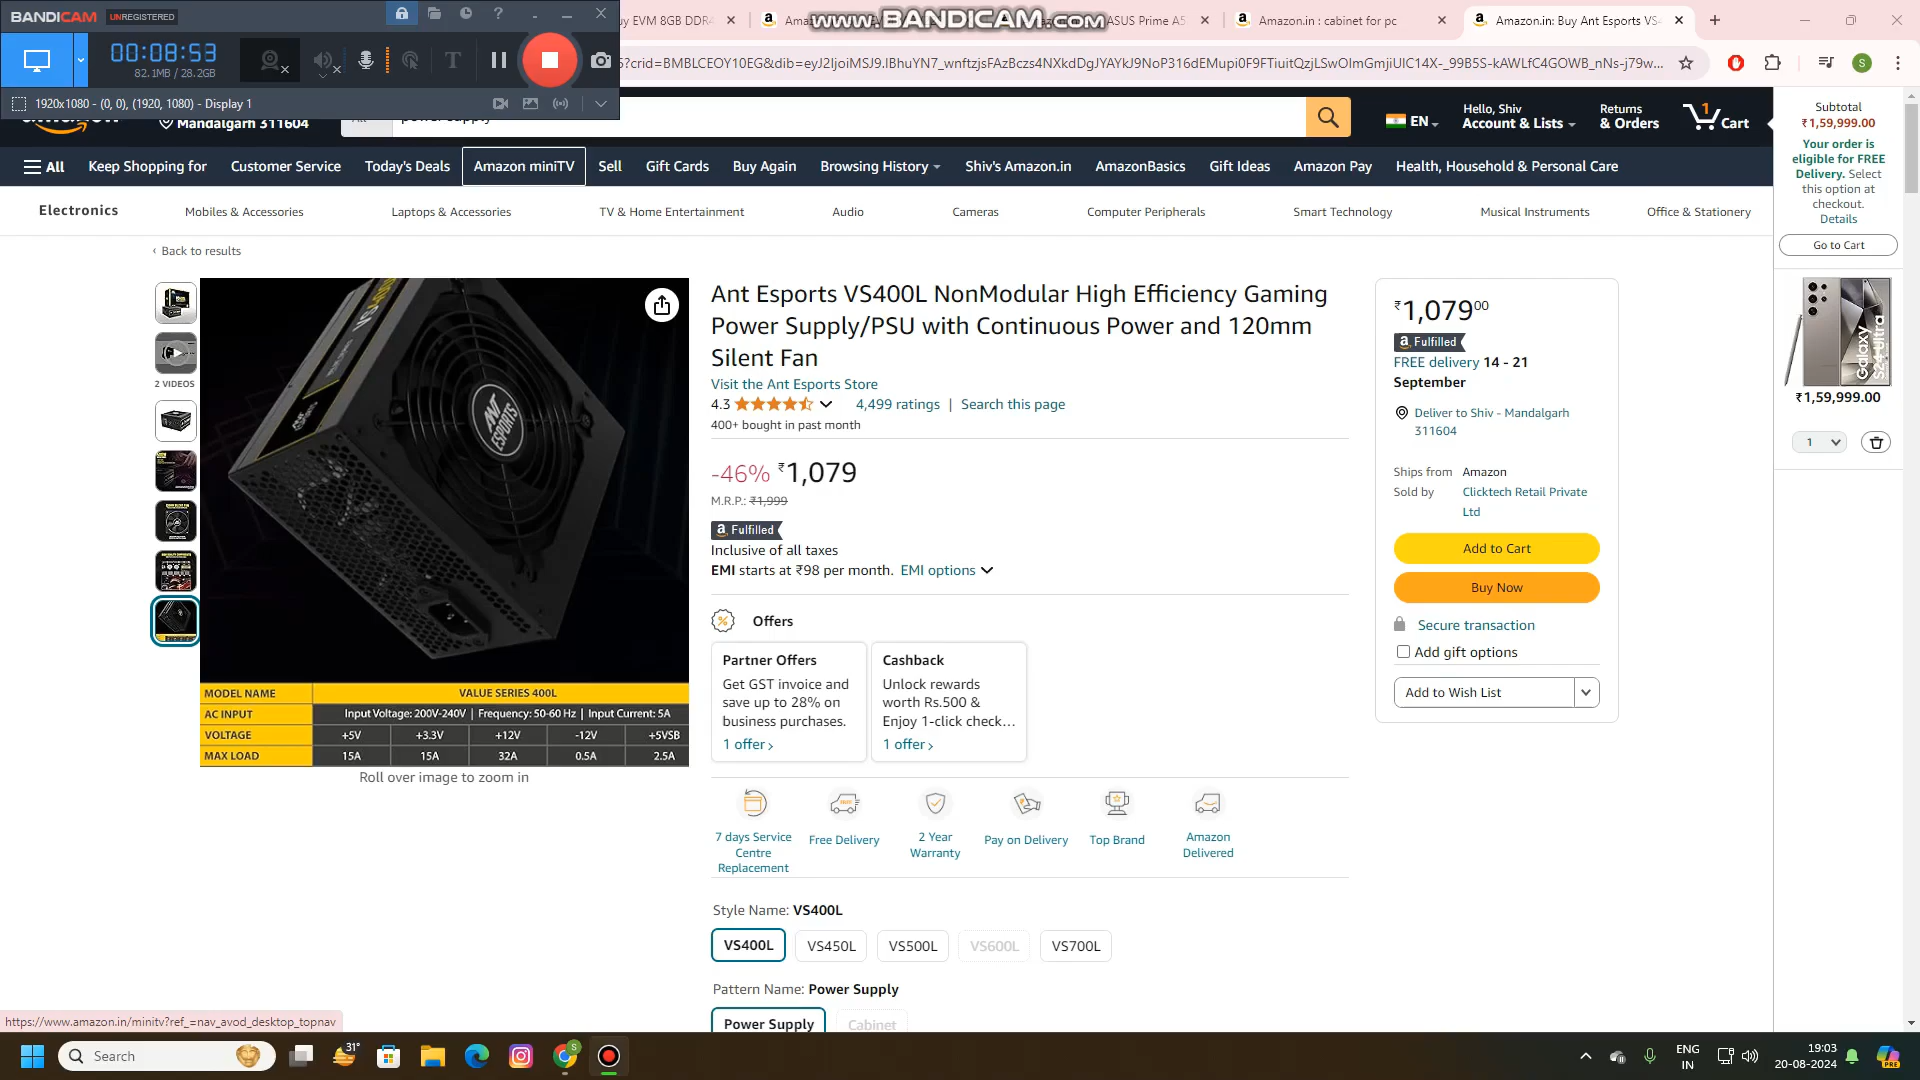 BANDICAM UNREGISTERED
00:08:53
82.1MB / 28.2GB
1920x1080 - (0, 0), (1920, 1080) - Display 1
www.BANDICAM.com
uy EVM 8GB DDR4
Ama
ASUS Prime A5
Amazon.in : cabinet for pc
Amazon.in: Buy Ant Esports VS4
Mandalgarh 311604
EN
Hello, Shiv
Account & Lists
Returns
& Orders
1
Cart
All
Keep Shopping for
Customer Service
Today's Deals
Amazon miniTV
Sell
Gift Cards
Buy Again
Browsing History
Shiv's Amazon.in
AmazonBasics
Gift Ideas
Amazon Pay
Health, Household & Personal Care
Electronics
Mobiles & Accessories
Laptops & Accessories
TV & Home Entertainment
Audio
Cameras
Computer Peripherals
Smart Technology
Musical Instruments
Office & Stationery
‹ Back to results
2 VIDEOS
ANT
ESPORTS
MODEL NAME VALUE SERIES 400L
AC INPUT Input Voltage: 200V-240V | Frequency: 50-60 Hz | Input Current: 5A
VOLTAGE +5V +3.3V +12V -12V +5VSB
MAX LOAD 15A 15A 32A 0.5A 2.5A
Roll over image to zoom in
Ant Esports VS400L NonModular High Efficiency Gaming
Power Supply/PSU with Continuous Power and 120mm
Silent Fan
Visit the Ant Esports Store
4.3
4,499 ratings | Search this page
400+ bought in past month
-46% ₹1,079
M.R.P.: ₹1,999
a Fulfilled
Inclusive of all taxes
EMI starts at ₹98 per month. EMI options
Offers
Partner Offers
Get GST invoice and
save up to 28% on
business purchases.
1 offer ›
Cashback
Unlock rewards
worth Rs.500 &
Enjoy 1-click check…
1 offer ›
7 days Service
Centre
Replacement
Free Delivery
2 Year
Warranty
Pay on Delivery
Top Brand
Amazon
Delivered
Style Name: VS400L
VS400L
VS450L
VS500L
VS600L
VS700L
Pattern Name: Power Supply
Power Supply
Cabinet
₹1,07900
a Fulfilled
FREE delivery 14 - 21
September
Deliver to Shiv - Mandalgarh
311604
Ships from Amazon
Sold by Clicktech Retail Private
Ltd
Add to Cart
Buy Now
Secure transaction
Add gift options
Add to Wish List
Subtotal
₹1,59,999.00
Your order is
eligible for FREE
Delivery. Select
this option at
checkout.
Details
Go to Cart
Galaxy
S24 Ultra
₹1,59,999.00
1
https://www.amazon.in/minitv?ref_=nav_avod_desktop_topnav
Search
31°
ENG
IN
19:03
20-08-2024